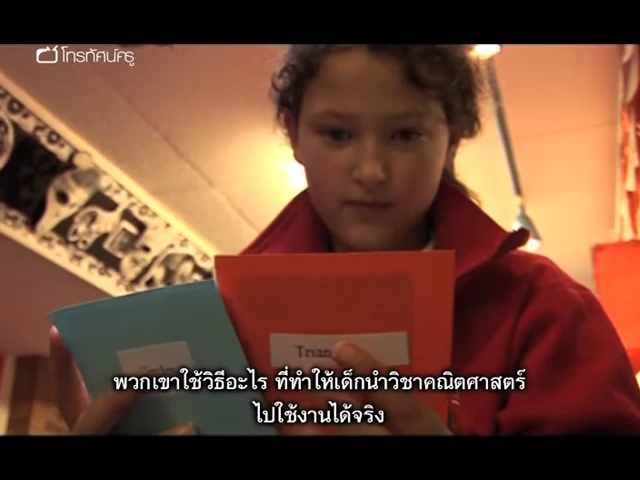 โทรทัศน์ครู
Trian
พวกเขาใช้วิธีอะไร ที่ทำให้เด็กนำวิชาคณิตศาสตร์
ไปใช้งานได้จริง